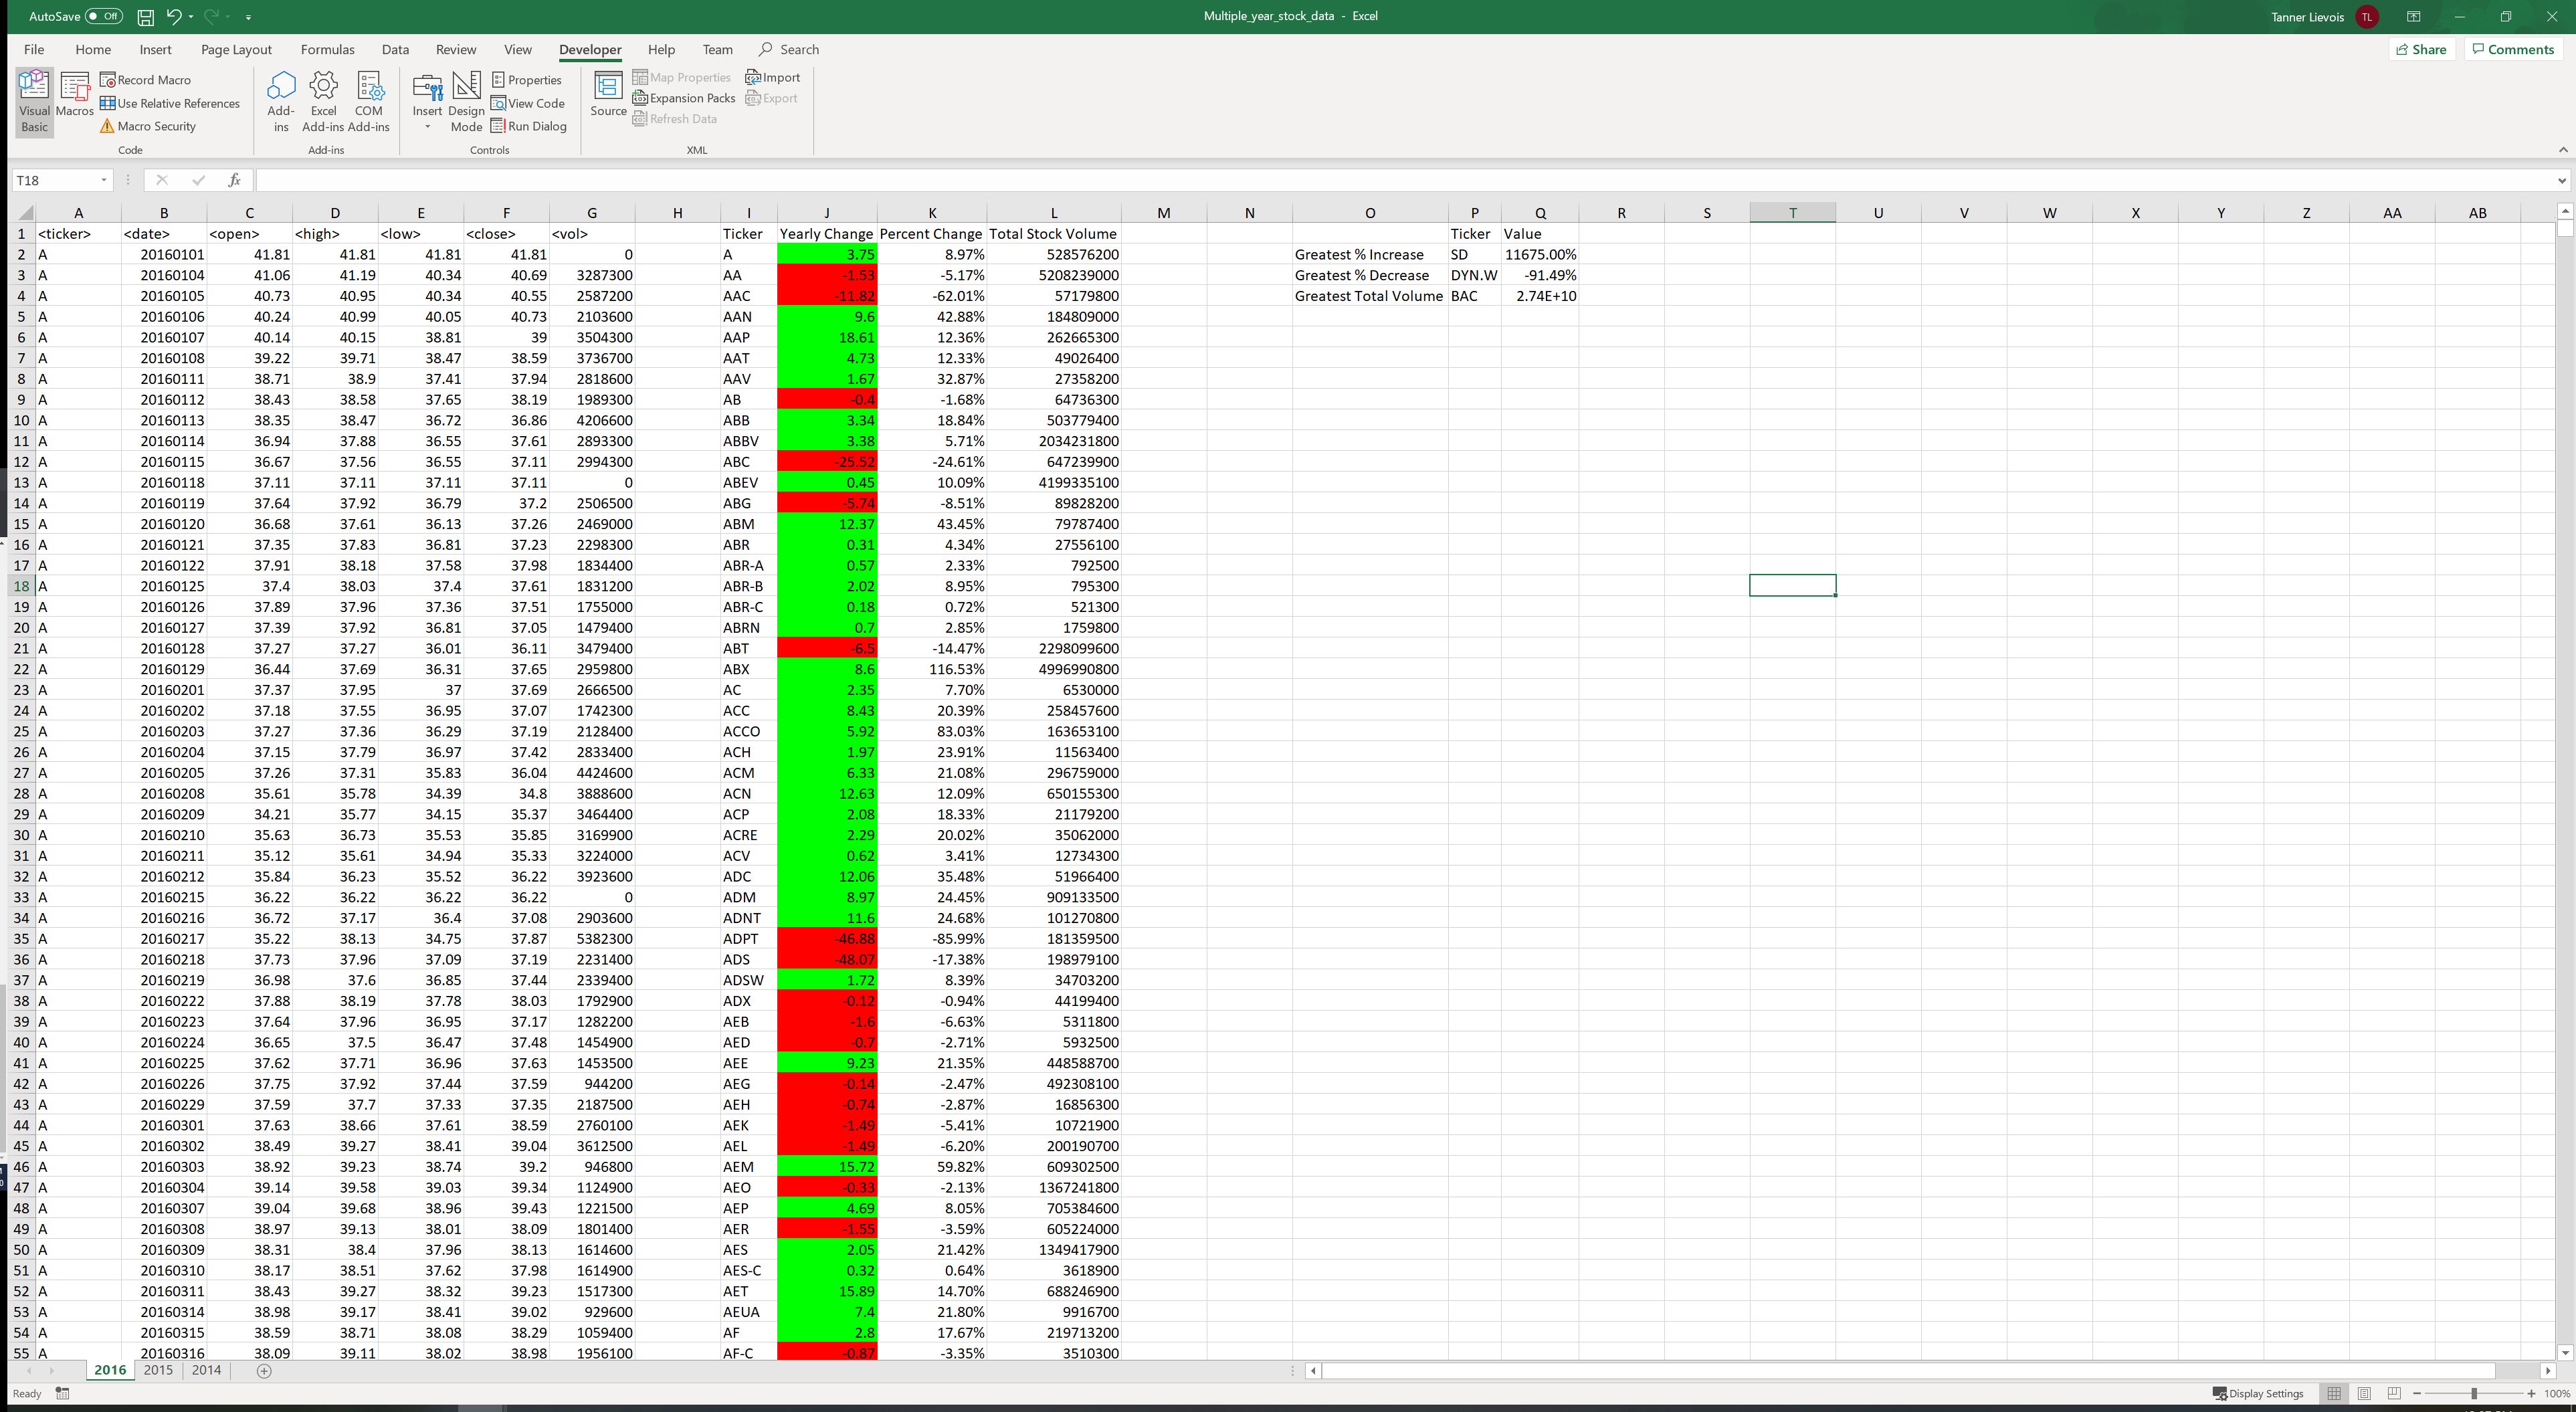 AutoSave Off Multiple_year_stock_data - Excel Tanner Lievois TL
File Home Insert Page Layout Formulas Data Review View Developer Help Team Search Share Comments
Visual Basic Macros Record Macro Use Relative References Macro Security Code
Add-ins Excel Add-ins COM Add-ins Add-ins
Insert Design Mode Properties View Code Run Dialog Controls
Source Map Properties Expansion Packs Refresh Data Import Export XML
T18 fx
A B C D E F G H I J K L M N O P Q R S T U V W X Y Z AA AB
1 <ticker> <date> <open> <high> <low> <close> <vol> Ticker Yearly Change Percent Change Total Stock Volume Ticker Value
2 A 20160101 41.81 41.81 41.81 41.81 0 A 3.75 8.97% 528576200 Greatest % Increase SD 11675.00%
3 A 20160104 41.06 41.19 40.34 40.69 3287300 AA -1.53 -5.17% 5208239000 Greatest % Decrease DYN.W -91.49%
4 A 20160105 40.73 40.95 40.34 40.55 2587200 AAC -11.82 -62.01% 57179800 Greatest Total Volume BAC 2.74E+10
5 A 20160106 40.24 40.99 40.05 40.73 2103600 AAN 9.6 42.88% 184809000
6 A 20160107 40.14 40.15 38.81 39 3504300 AAP 18.61 12.36% 262665300
7 A 20160108 39.22 39.71 38.47 38.59 3736700 AAT 4.73 12.33% 49026400
8 A 20160111 38.71 38.9 37.41 37.94 2818600 AAV 1.67 32.87% 27358200
9 A 20160112 38.43 38.58 37.65 38.19 1989300 AB -0.4 -1.68% 64736300
10 A 20160113 38.35 38.47 36.72 36.86 4206600 ABB 3.34 18.84% 503779400
11 A 20160114 36.94 37.88 36.55 37.61 2893300 ABBV 3.38 5.71% 2034231800
12 A 20160115 36.67 37.56 36.55 37.11 2994300 ABC -25.52 -24.61% 647239900
13 A 20160118 37.11 37.11 37.11 37.11 0 ABEV 0.45 10.09% 4199335100
14 A 20160119 37.64 37.92 36.79 37.2 2506500 ABG -5.74 -8.51% 89828200
15 A 20160120 36.68 37.61 36.13 37.26 2469000 ABM 12.37 43.45% 79787400
16 A 20160121 37.35 37.83 36.81 37.23 2298300 ABR 0.31 4.34% 27556100
17 A 20160122 37.91 38.18 37.58 37.98 1834400 ABR-A 0.57 2.33% 792500
18 A 20160125 37.4 38.03 37.4 37.61 1831200 ABR-B 2.02 8.95% 795300
19 A 20160126 37.89 37.96 37.36 37.51 1755000 ABR-C 0.18 0.72% 521300
20 A 20160127 37.39 37.92 36.81 37.05 1479400 ABRN 0.7 2.85% 1759800
21 A 20160128 37.27 37.27 36.01 36.11 3479400 ABT -6.5 -14.47% 2298099600
22 A 20160129 36.44 37.69 36.31 37.65 2959800 ABX 8.6 116.53% 4996990800
23 A 20160201 37.37 37.95 37 37.69 2666500 AC 2.35 7.70% 6530000
24 A 20160202 37.18 37.55 36.95 37.07 1742300 ACC 8.43 20.39% 258457600
25 A 20160203 37.27 37.36 36.29 37.19 2128400 ACCO 5.92 83.03% 163653100
26 A 20160204 37.15 37.79 36.97 37.42 2833400 ACH 1.97 23.91% 11563400
27 A 20160205 37.26 37.31 35.83 36.04 4424600 ACM 6.33 21.08% 296759000
28 A 20160208 35.61 35.78 34.39 34.8 3888600 ACN 12.63 12.09% 650155300
29 A 20160209 34.21 35.77 34.15 35.37 3464400 ACP 2.08 18.33% 21179200
30 A 20160210 35.63 36.73 35.53 35.85 3169900 ACRE 2.29 20.02% 35062000
31 A 20160211 35.12 35.61 34.94 35.33 3224000 ACV 0.62 3.41% 12734300
32 A 20160212 35.84 36.23 35.52 36.22 3923600 ADC 12.06 35.48% 51966400
33 A 20160215 36.22 36.22 36.22 36.22 0 ADM 8.97 24.45% 909133500
34 A 20160216 36.72 37.17 36.4 37.08 2903600 ADNT 11.6 24.68% 101270800
35 A 20160217 35.22 38.13 34.75 37.87 5382300 ADPT -46.88 -85.99% 181359500
36 A 20160218 37.73 37.96 37.09 37.19 2231400 ADS -48.07 -17.38% 198979100
37 A 20160219 36.98 37.6 36.85 37.44 2339400 ADSW 1.72 8.39% 34703200
38 A 20160222 37.88 38.19 37.78 38.03 1792900 ADX -0.12 -0.94% 44199400
39 A 20160223 37.64 37.96 36.95 37.17 1282200 AEB -1.6 -6.63% 5311800
40 A 20160224 36.65 37.5 36.47 37.48 1454900 AED -0.7 -2.71% 5932500
41 A 20160225 37.62 37.71 36.96 37.63 1453500 AEE 9.23 21.35% 448588700
42 A 20160226 37.75 37.92 37.44 37.59 944200 AEG -0.14 -2.47% 492308100
43 A 20160229 37.59 37.7 37.33 37.35 2187500 AEH -0.74 -2.87% 16856300
44 A 20160301 37.63 38.66 37.61 38.59 2760100 AEK -1.49 -5.41% 10721900
45 A 20160302 38.49 39.27 38.41 39.04 3612500 AEL -1.49 -6.20% 200190700
46 A 20160303 38.92 39.23 38.74 39.2 946800 AEM 15.72 59.82% 609302500
47 A 20160304 39.14 39.58 39.03 39.34 1124900 AEO -0.33 -2.13% 1367241800
48 A 20160307 39.04 39.68 38.96 39.43 1221500 AEP 4.69 8.05% 705384600
49 A 20160308 38.97 39.13 38.01 38.09 1801400 AER -1.55 -3.59% 605224000
50 A 20160309 38.31 38.4 37.96 38.13 1614600 AES 2.05 21.42% 1349417900
51 A 20160310 38.17 38.51 37.62 37.98 1614900 AES-C 0.32 0.64% 3618900
52 A 20160311 38.43 39.27 38.32 39.23 1517300 AET 15.89 14.70% 688246900
53 A 20160314 38.98 39.17 38.41 39.02 929600 AEUA 7.4 21.80% 9916700
54 A 20160315 38.59 38.71 38.08 38.29 1059400 AF 2.8 17.67% 219713200
55 A 20160316 38.09 39.11 38.02 38.98 1956100 AF-C -0.87 -3.35% 3510300
2016 2015 2014
Ready Display Settings 100%